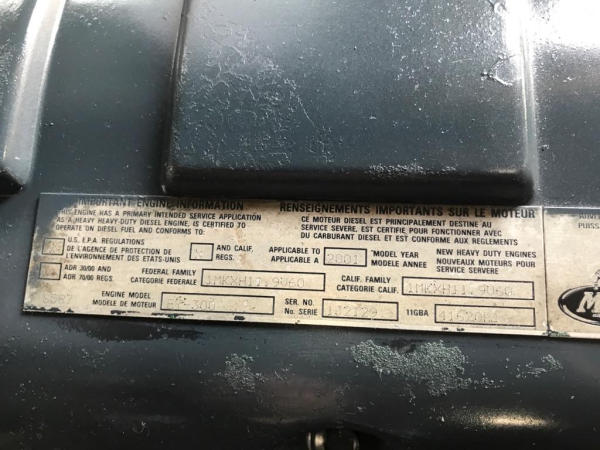 IMPORTANT ENGINE INFORMATION
THIS ENGINE HAS A PRIMARY INTENDED SERVICE APPLICATION
AS A HEAVY HEAVY-DUTY DIESEL ENGINE, IS CERTIFIED TO
OPERATE ON DIESEL FUEL AND CONFORMS TO:
RENSEIGNEMENTS IMPORTANTS SUR LE MOTEUR
CE MOTEUR DIESEL EST PRINCIPALEMENT DESTINE AU
SERVICE SEVERE, EST CERTIFIE POUR FONCTIONNER AVEC
DU CARBURANT DIESEL ET EST CONFORME AUX REGLEMENTS
U.S. E.P.A. REGULATIONS
DE L'AGENCE DE PROTECTION DE
L'ENVIRONNEMENT DES ETATS-UNIS
AND CALIF.
REGS.
APPLICABLE TO
APPLICABLE A
2001
MODEL YEAR
MODELE ANNEE
NEW HEAVY DUTY ENGINES
NOUVEAUX MOTEURS POUR
SERVICE SERVERE
ADR 30/00 AND
ADR 70/00 REGS.
FEDERAL FAMILY
CATEGORIE FEDERALE
1MKXH11.9V60
CALIF. FAMILY
CATEGORIE CALIF.
1MKXH11.9V60
ENGINE MODEL
MODELE DE MOTEUR
SER. NO.
No. SERIE
1J2129
11GBA